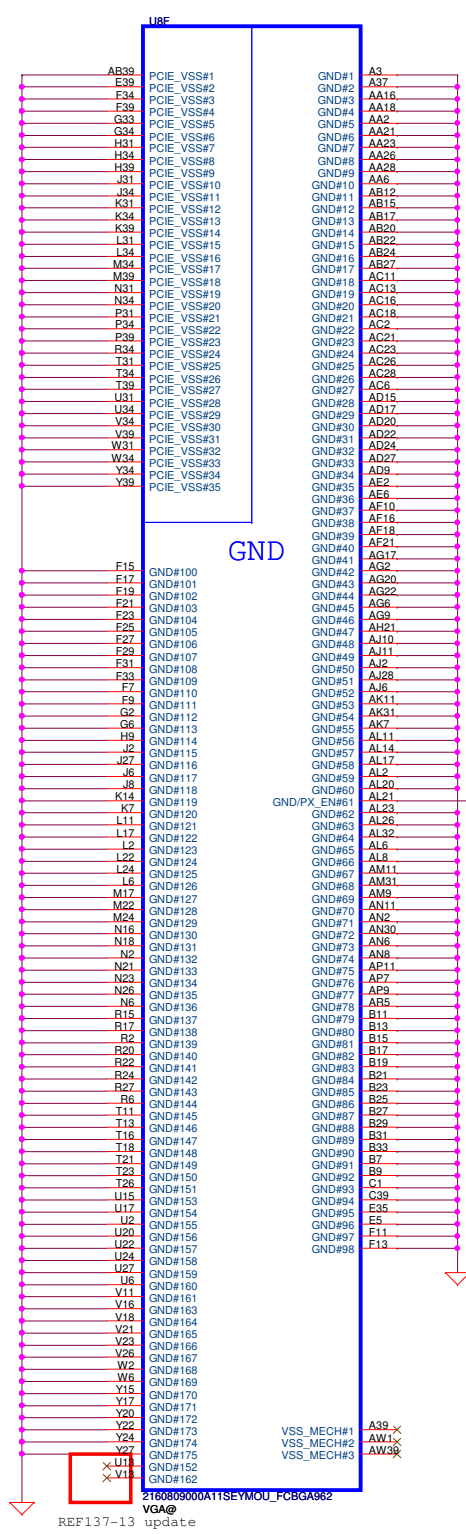 U8F
AB39 PCIE_VSS#1
E39 PCIE_VSS#2
F34 PCIE_VSS#3
F39 PCIE_VSS#4
G33 PCIE_VSS#5
G34 PCIE_VSS#6
H31 PCIE_VSS#7
H34 PCIE_VSS#8
H39 PCIE_VSS#9
J31 PCIE_VSS#10
J34 PCIE_VSS#11
K31 PCIE_VSS#12
K34 PCIE_VSS#13
K39 PCIE_VSS#14
L31 PCIE_VSS#15
L34 PCIE_VSS#16
M34 PCIE_VSS#17
M39 PCIE_VSS#18
N31 PCIE_VSS#19
N34 PCIE_VSS#20
P31 PCIE_VSS#21
P34 PCIE_VSS#22
P39 PCIE_VSS#23
R34 PCIE_VSS#24
T31 PCIE_VSS#25
T34 PCIE_VSS#26
T39 PCIE_VSS#27
U31 PCIE_VSS#28
U34 PCIE_VSS#29
V34 PCIE_VSS#30
V39 PCIE_VSS#31
W31 PCIE_VSS#32
W34 PCIE_VSS#33
Y34 PCIE_VSS#34
Y39 PCIE_VSS#35
GND
F15 GND#100
F17 GND#101
F19 GND#102
F21 GND#103
F23 GND#104
F25 GND#105
F27 GND#106
F29 GND#107
F31 GND#108
F33 GND#109
F7 GND#110
F9 GND#111
G2 GND#112
G6 GND#113
H9 GND#114
J2 GND#115
J27 GND#116
J6 GND#117
J8 GND#118
K14 GND#119
K7 GND#120
L11 GND#121
L17 GND#122
L2 GND#123
L22 GND#124
L24 GND#125
L6 GND#126
M17 GND#127
M22 GND#128
M24 GND#129
N16 GND#130
N18 GND#131
N2 GND#132
N21 GND#133
N23 GND#134
N26 GND#135
N6 GND#136
R15 GND#137
R17 GND#138
R2 GND#139
R20 GND#140
R22 GND#141
R24 GND#142
R27 GND#143
R6 GND#144
T11 GND#145
T13 GND#146
T16 GND#147
T18 GND#148
T21 GND#149
T23 GND#150
T26 GND#151
U15 GND#153
U17 GND#154
U2 GND#155
U20 GND#156
U22 GND#157
U24 GND#158
U27 GND#159
U6 GND#160
V11 GND#161
V16 GND#163
V18 GND#164
V21 GND#165
V23 GND#166
V26 GND#167
W2 GND#168
W6 GND#169
Y15 GND#170
Y17 GND#171
Y20 GND#172
Y22 GND#173
Y24 GND#174
Y27 GND#175
U13 GND#152
V13 GND#162
GND#1 A3
GND#2 A37
GND#3 AA16
GND#4 AA18
GND#5 AA2
GND#6 AA21
GND#7 AA23
GND#8 AA26
GND#9 AA28
GND#10 AA6
GND#11 AB12
GND#12 AB15
GND#13 AB17
GND#14 AB20
GND#15 AB22
GND#16 AB24
GND#17 AB27
GND#18 AC11
GND#19 AC13
GND#20 AC16
GND#21 AC18
GND#22 AC2
GND#23 AC21
GND#24 AC23
GND#25 AC26
GND#26 AC28
GND#27 AC6
GND#28 AD15
GND#29 AD17
GND#30 AD20
GND#31 AD22
GND#32 AD24
GND#33 AD27
GND#34 AD9
GND#35 AE2
GND#36 AE6
GND#37 AF10
GND#38 AF16
GND#39 AF18
GND#40 AF21
GND#41 AG17
GND#42 AG2
GND#43 AG20
GND#44 AG22
GND#45 AG6
GND#46 AG9
GND#47 AH21
GND#48 AJ10
GND#49 AJ11
GND#50 AJ2
GND#51 AJ28
GND#52 AJ6
GND#53 AK11
GND#54 AK31
GND#55 AK7
GND#56 AL11
GND#57 AL14
GND#58 AL17
GND#59 AL2
GND#60 AL20
GND/PX_EN#61 AL21
GND#62 AL23
GND#63 AL26
GND#64 AL32
GND#65 AL6
GND#66 AL8
GND#67 AM11
GND#68 AM31
GND#69 AM9
GND#70 AN11
GND#71 AN2
GND#72 AN30
GND#73 AN6
GND#74 AN8
GND#75 AP11
GND#76 AP7
GND#77 AP9
GND#78 AR5
GND#79 B11
GND#80 B13
GND#81 B15
GND#82 B17
GND#83 B19
GND#84 B21
GND#85 B23
GND#86 B25
GND#87 B27
GND#88 B29
GND#89 B31
GND#90 B33
GND#91 B7
GND#92 B9
GND#93 C1
GND#94 C39
GND#95 E35
GND#96 E5
GND#97 F11
GND#98 F13
VSS_MECH#1 A39
VSS_MECH#2 AW1
VSS_MECH#3 AW39
2160809000A11SEYMOU_FCBGA962
VGA@
REF137-13 update